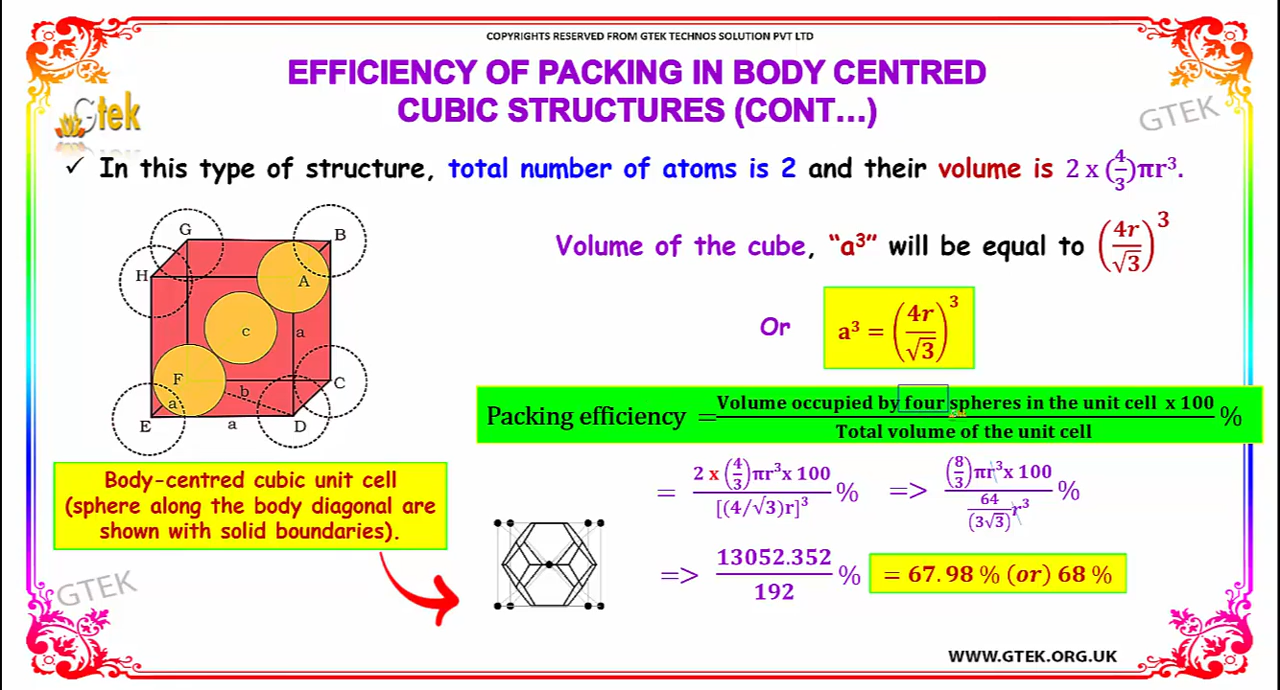 COPYRIGHTS RESERVED FROM GTEK TECHNOS SOLUTION PVT LTD
EFFICIENCY OF PACKING IN BODY CENTRED
CUBIC STRUCTURES (CONT...)
Gtek
GTEK
✓ In this type of structure, total number of atoms is 2 and their volume is 2 x (4/3)πr³.
Volume of the cube, “a³” will be equal to (4r/√3)³
Or a³ = (4r/√3)³
G
B
H
A
c
a
F
C
b
a
E
a
D
Packing efficiency = Volume occupied by four spheres in the unit cell x 100 / Total volume of the unit cell %
= 2 x (4/3)πr³x 100 / [(4/√3)r]³ % => (8/3)πr³x 100 / 64/(3√3) r³ %
=> 13052.352 / 192 % = 67.98 % (or) 68 %
Body-centred cubic unit cell
(sphere along the body diagonal are
shown with solid boundaries).
GTEK
WWW.GTEK.ORG.UK